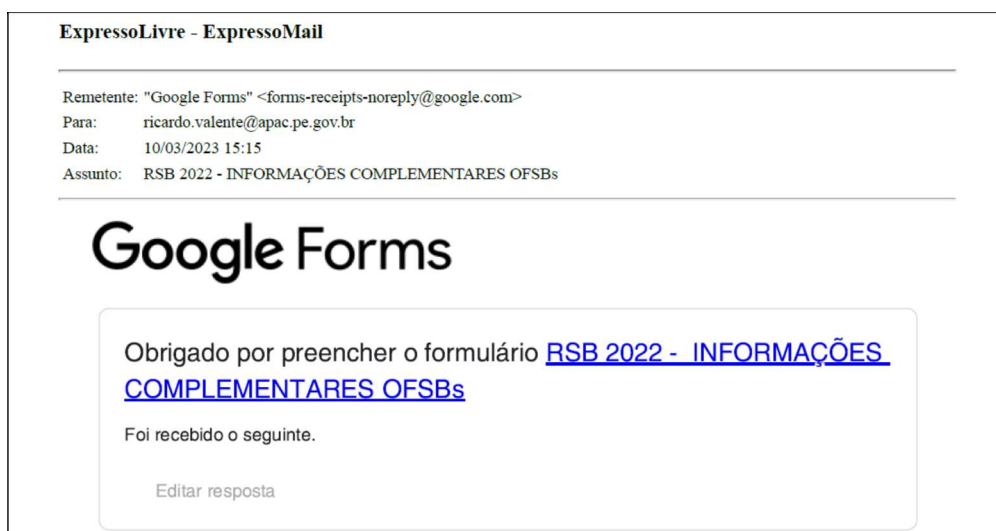 ExpressoLivre - ExpressoMail
Remetente: "Google Forms" <forms-receipts-noreply@google.com>
Para: ricardo.valente@apac.pe.gov.br
Data: 10/03/2023 15:15
Assunto: RSB 2022 - INFORMAÇÕES COMPLEMENTARES OFSBs
Google Forms
Obrigado por preencher o formulário RSB 2022 - INFORMAÇÕES
COMPLEMENTARES OFSBs
Foi recebido o seguinte.
Editar resposta